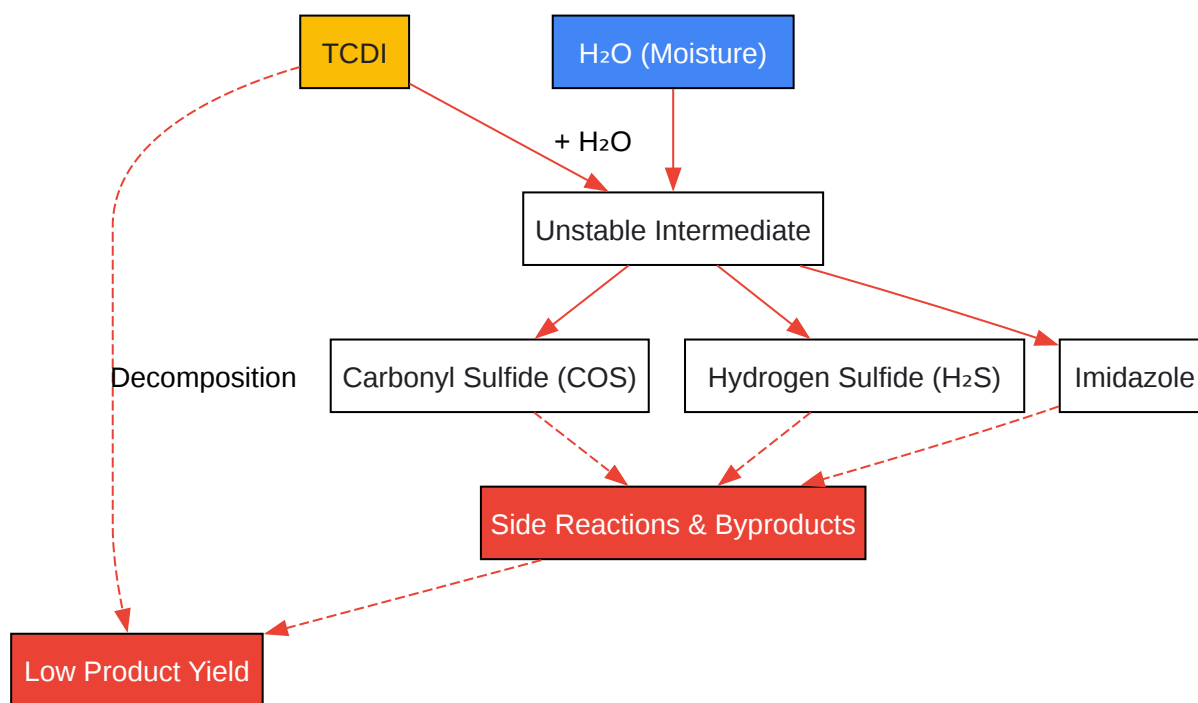 TCDI
H₂O (Moisture)
+ H₂O
Unstable Intermediate
Decomposition
Carbonyl Sulfide (COS)
Hydrogen Sulfide (H₂S)
Imidazole
Side Reactions & Byproducts
Low Product Yield